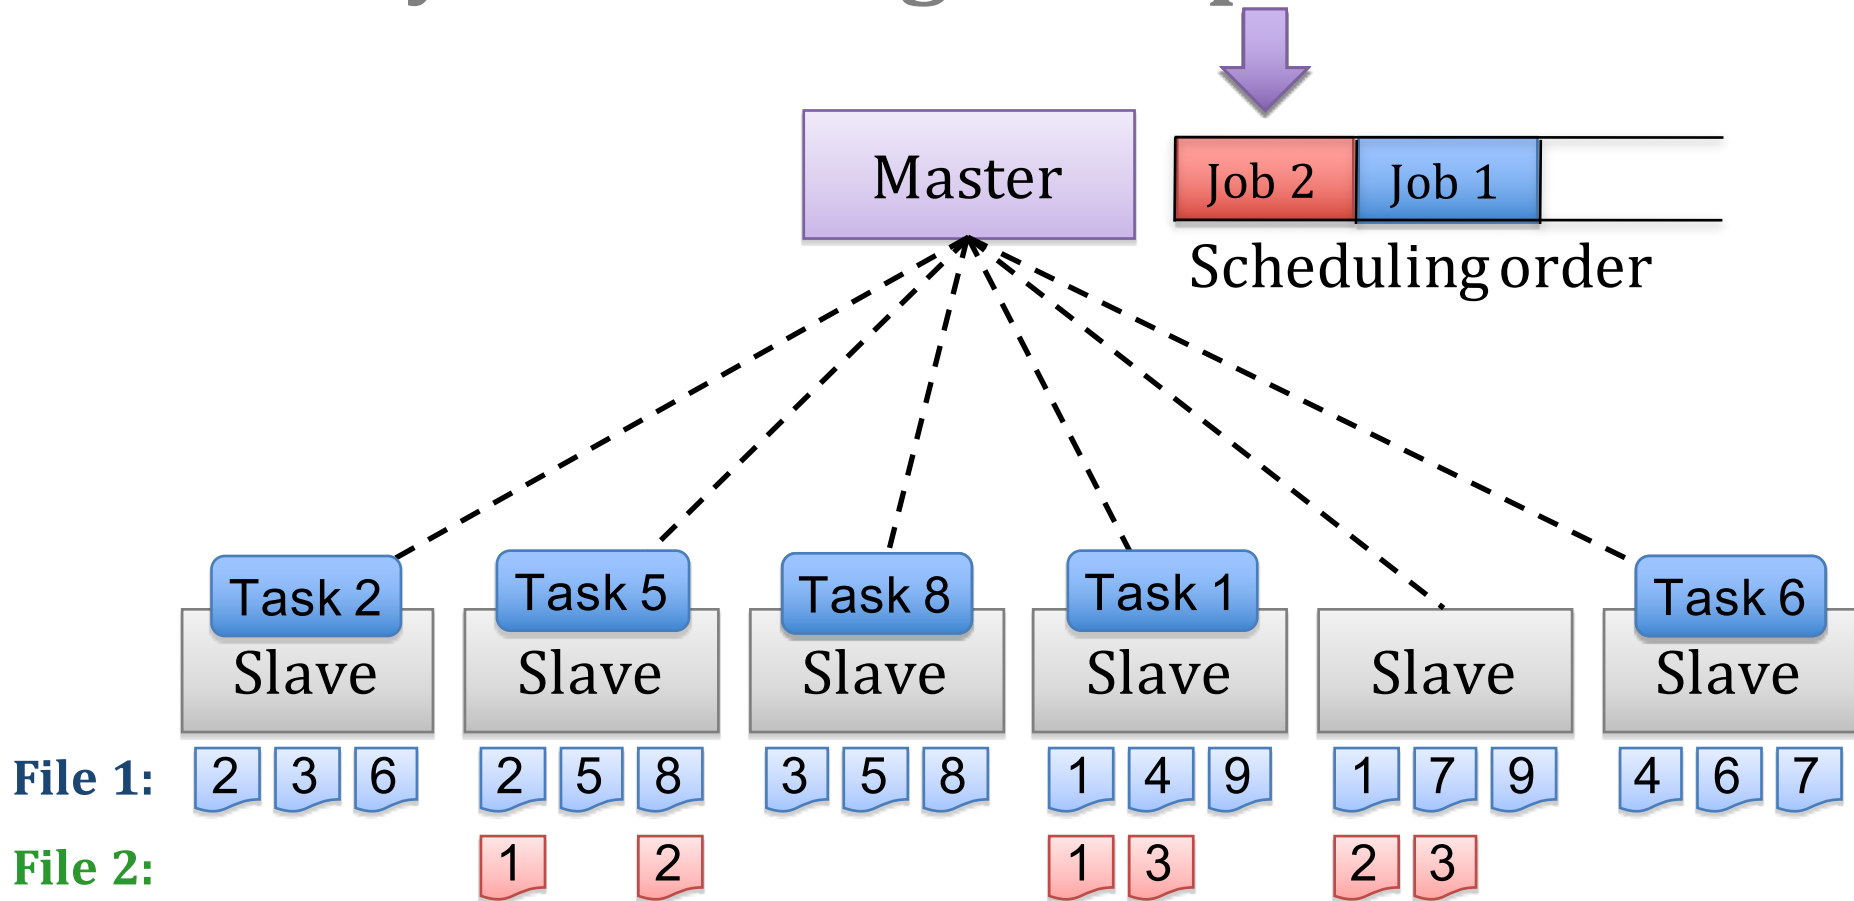 Master
Job 2 Job 1
Scheduling order
Task 2 Task 5 Task 8 Task 1 Task 6
Slave Slave Slave Slave Slave Slave
File 1: 2 3 6 2 5 8 3 5 8 1 4 9 1 7 9 4 6 7
File 2: 1 2 1 3 2 3